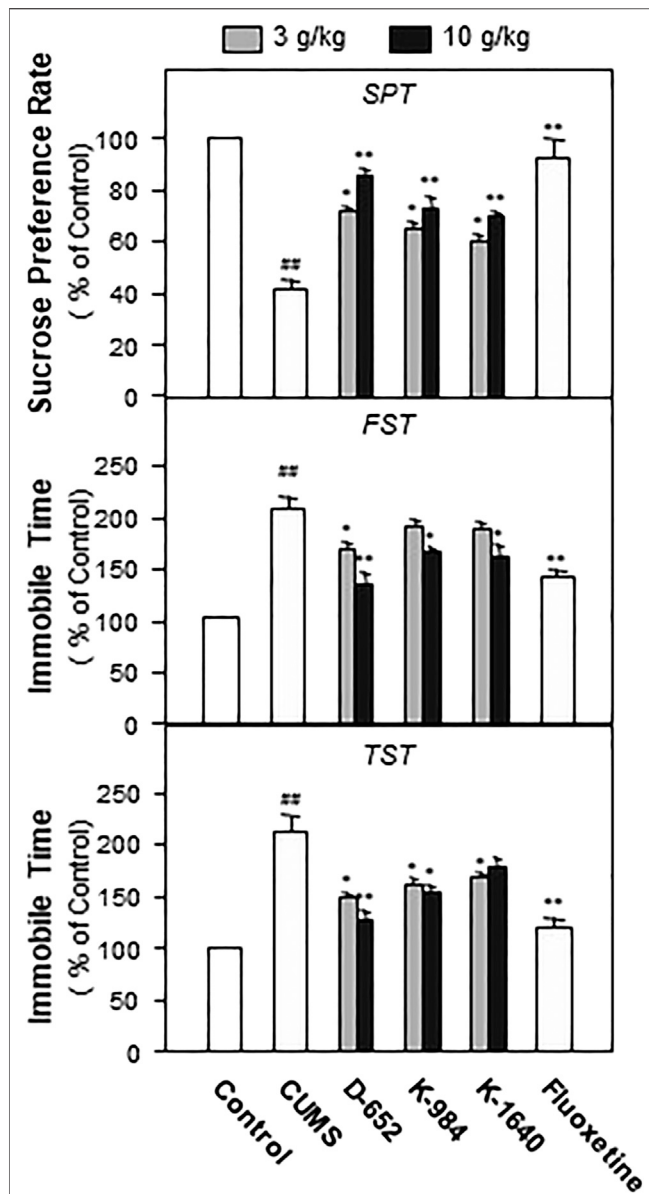 3 g/kg 10 g/kg
SPT
Sucrose Preference Rate
( % of Control)
100
80
60
40
20
0
##
* **
* **
* **
**
FST
Immobile Time
( % of Control)
250
200
150
100
50
0
##
* **
*
*
**
TST
Immobile Time
( % of Control)
250
200
150
100
50
0
##
* **
* *
*
**
Control
CUMS
D-652
K-984
K-1640
Fluoxetine